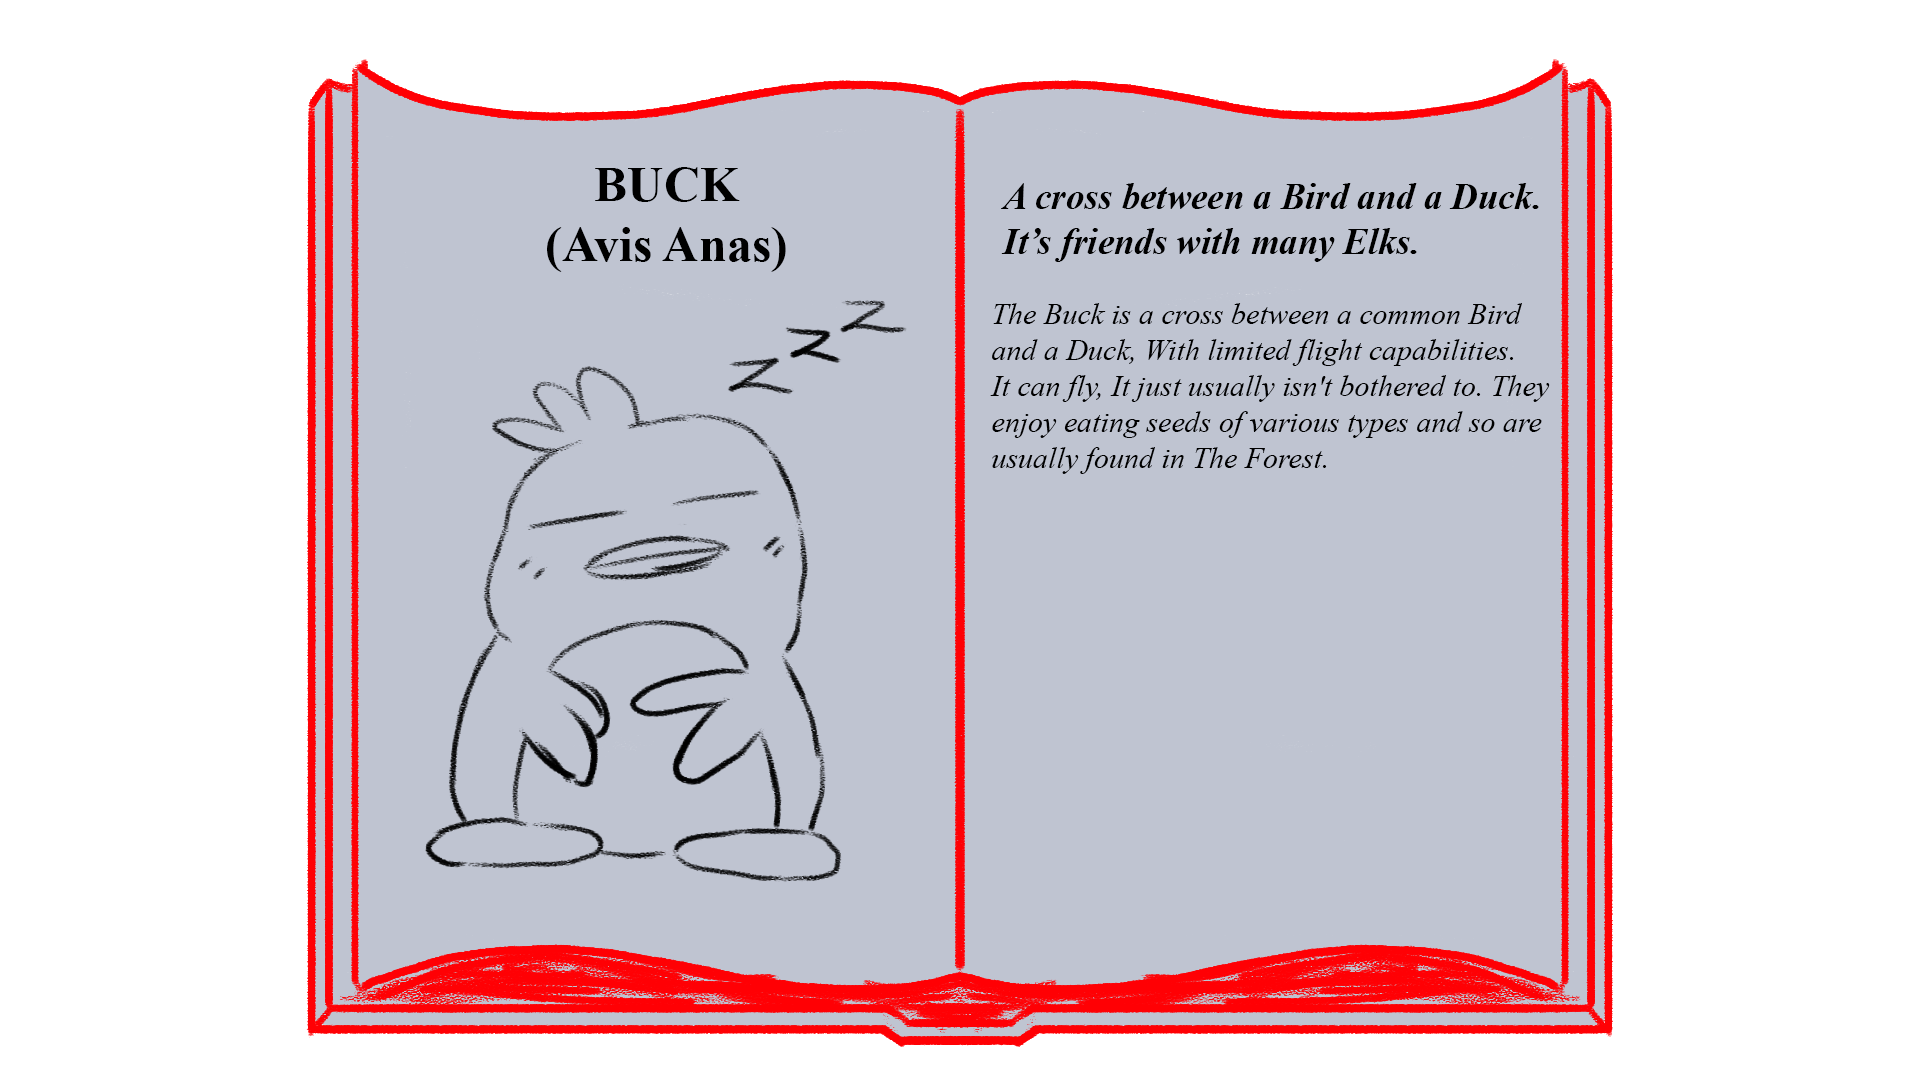 BUCK
(Avis Anas)
z z z
A cross between a Bird and a Duck.
It’s friends with many Elks.
The Buck is a cross between a common Bird
and a Duck, With limited flight capabilities.
It can fly, It just usually isn't bothered to. They
enjoy eating seeds of various types and so are
usually found in The Forest.